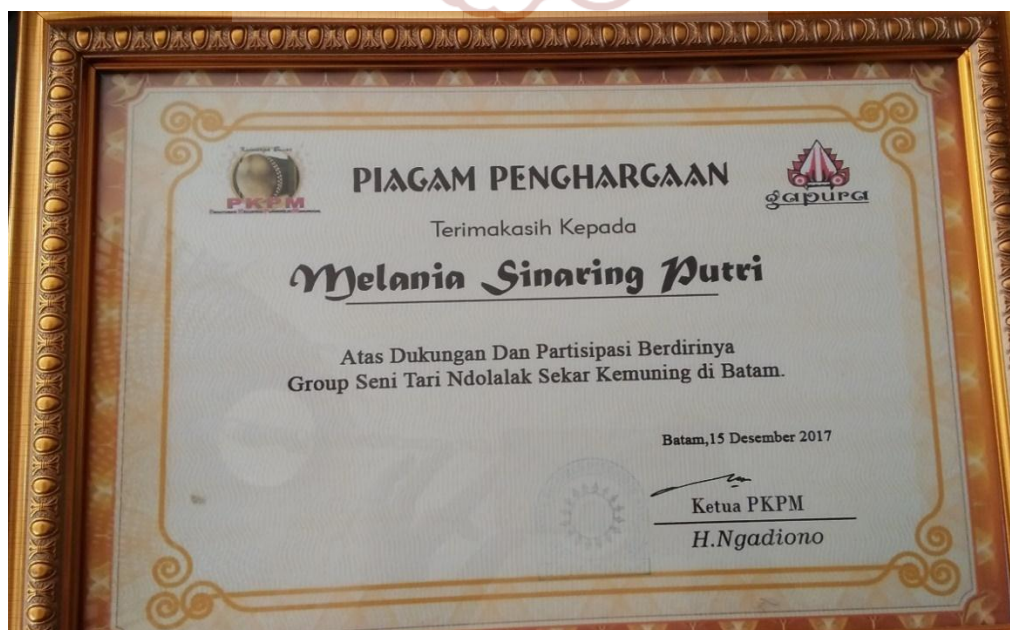 PKPM
PIAGAM PENGHARGAAN
gapura
Terimakasih Kepada
Melania Sinaring Putri
Atas Dukungan Dan Partisipasi Berdirinya
Group Seni Tari Ndolalak Sekar Kemuning di Batam.
Batam,15 Desember 2017
Ketua PKPM
H.Ngadiono